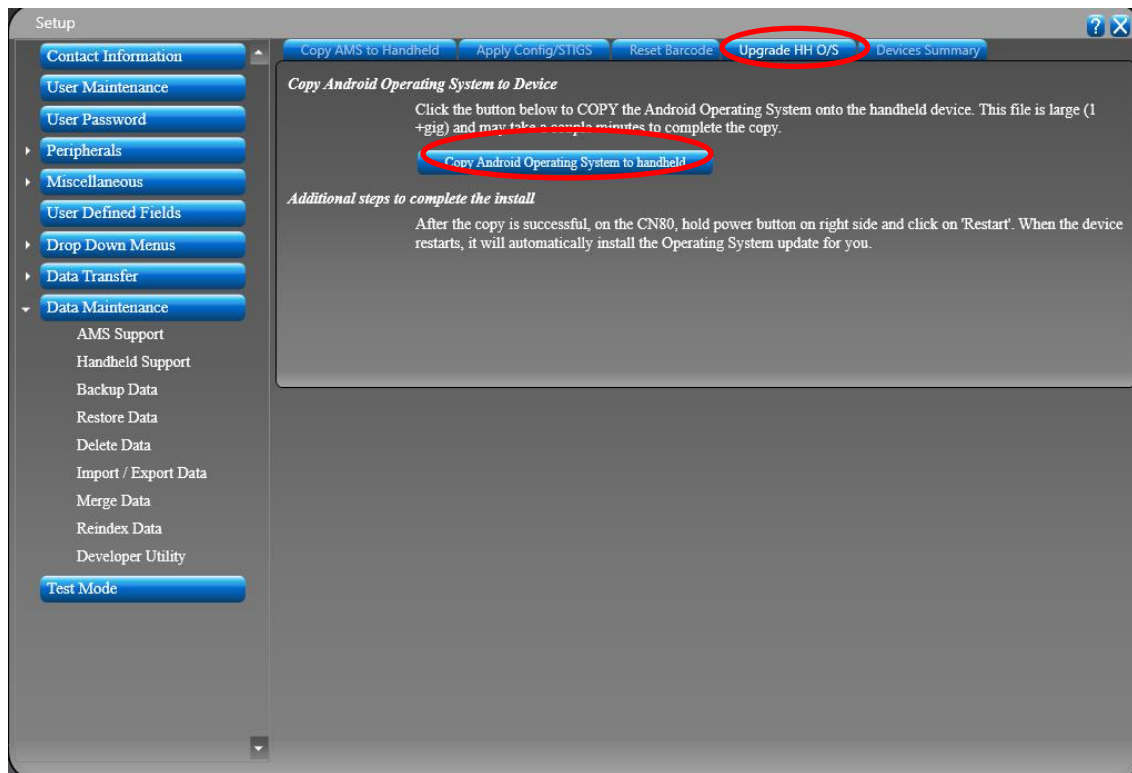 Setup
Contact Information
User Maintenance
User Password
Peripherals
Miscellaneous
User Defined Fields
Drop Down Menus
Data Transfer
Data Maintenance
AMS Support
Handheld Support
Backup Data
Restore Data
Delete Data
Import / Export Data
Merge Data
Reindex Data
Developer Utility
Test Mode
Copy AMS to Handheld Apply Config/STIGS Reset Barcode Upgrade HH O/S Devices Summary
Copy Android Operating System to Device
Click the button below to COPY the Android Operating System onto the handheld device. This file is large (1
+gig) and may take a couple minutes to complete the copy.
Copy Android Operating System to handheld
Additional steps to complete the install
After the copy is successful, on the CN80, hold power button on right side and click on 'Restart'. When the device
restarts, it will automatically install the Operating System update for you.